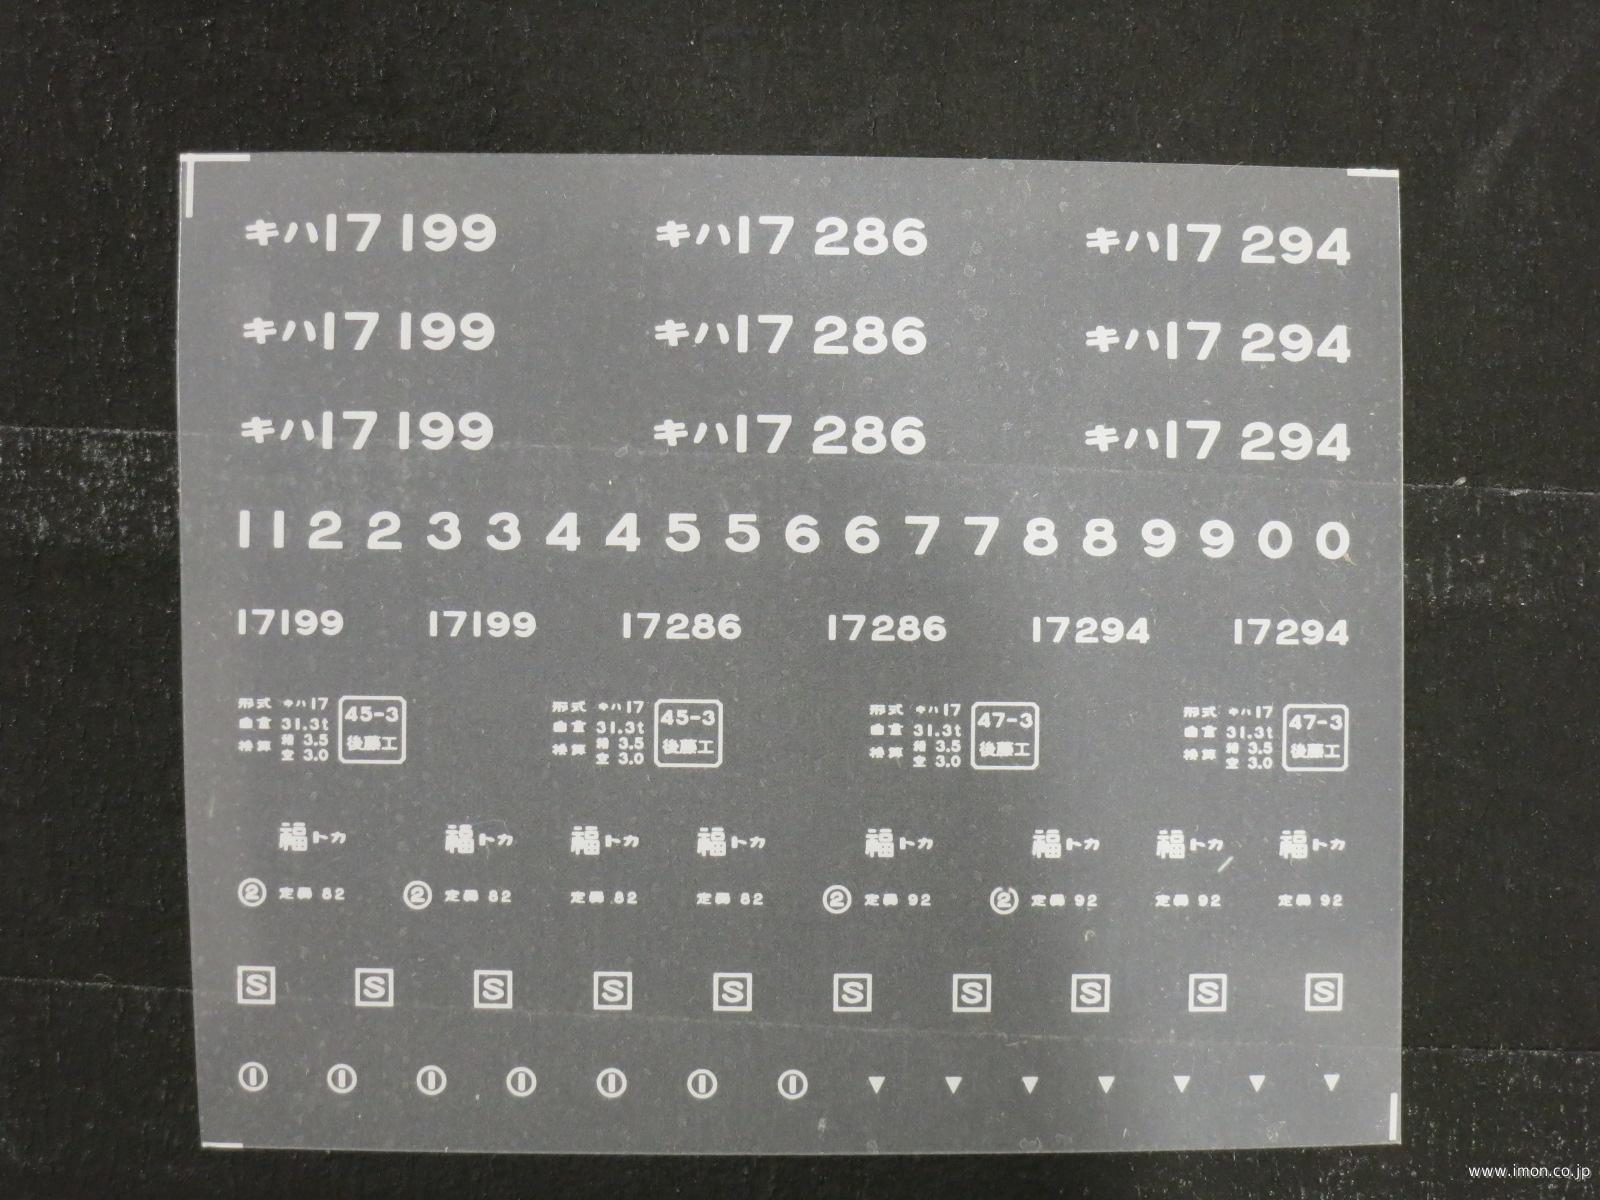 キハ17 199 キハ17 286 キハ17 294
キハ17 199 キハ17 286 キハ17 294
キハ17 199 キハ17 286 キハ17 294
1 1 2 2 3 3 4 4 5 5 6 6 7 7 8 8 9 9 0 0
17199 17199 17286 17286 17294 17294
形式 キハ17 45-3 形式 キハ17 45-3 形式 キハ17 47-3 形式 キハ17 47-3
自重 31.3t 自重 31.3t 自重 31.3t 自重 31.3t
換算 積 3.5 後藤工 換算 積 3.5 後藤工 換算 積 3.5 後藤工 換算 積 3.5 後藤工
空 3.0 空 3.0 空 3.0 空 3.0
福トカ 福トカ 福トカ 福トカ 福トカ 福トカ 福トカ 福トカ
② 定員 82 ② 定員 82 定員 82 定員 82 ② 定員 92 ② 定員 92 定員 92 定員 92
S S S S S S S S S S
① ① ① ① ① ① ① ▼ ▼ ▼ ▼ ▼ ▼ ▼
www.imon.co.jp